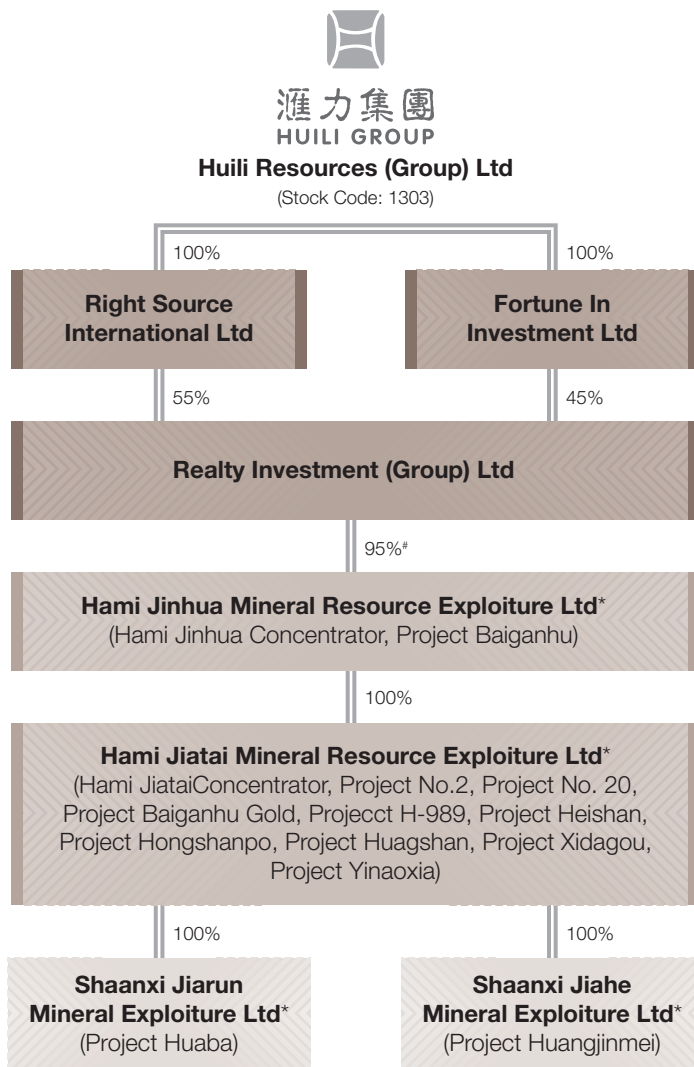 滙力集團
HUILI GROUP
Huili Resources (Group) Ltd
(Stock Code: 1303)
100%
100%
Right Source
International Ltd
Fortune In
Investment Ltd
55%
45%
Realty Investment (Group) Ltd
95%#
Hami Jinhua Mineral Resource Exploiture Ltd*
(Hami Jinhua Concentrator, Project Baiganhu)
100%
Hami Jiatai Mineral Resource Exploiture Ltd*
(Hami JiataiConcentrator, Project No.2, Project No. 20,
Project Baiganhu Gold, Projecct H-989, Project Heishan,
Project Hongshanpo, Project Huagshan, Project Xidagou,
Project Yinaoxia)
100%
100%
Shaanxi Jiarun
Mineral Exploiture Ltd*
(Project Huaba)
Shaanxi Jiahe
Mineral Exploiture Ltd*
(Project Huangjinmei)